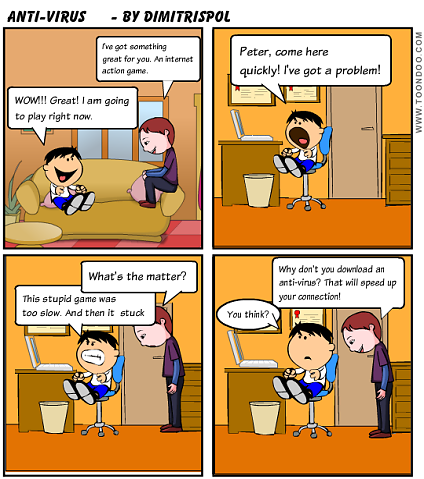 ANTI-VIRUS - BY DIMITRISPOL
I've got something
great for you. An internet
action game.
WOW!!! Great! I am going
to play right now.
Peter, come here
quickly! I've got a problem!
What's the matter?
This stupid game was
too slow. And then it stuck
Why don't you download an
anti-virus? That will speed up
your connection!
You think?
WWW.TOONDOO.COM